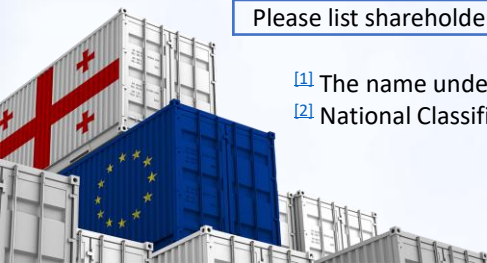 Please list shareholde
[1] The name unde
[2] National Classifi